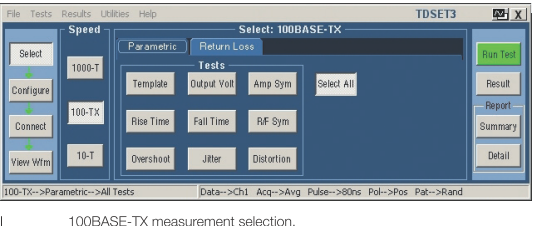 File Tests Results Utilities Help TDSET3 X
Speed
Select: 100BASE-TX
Select
Configure
Connect
View Wfm
1000-T
100-TX
10-T
Parametric Return Loss
Tests
Template Output Volt Amp Sym Select All
Rise Time Fall Time R/F Sym
Overshoot Jitter Distortion
Run Test
Result
Report
Summary
Detail
100-TX-->Parametric-->All Tests Data-->Ch1 Acq-->Avg Pulse-->80ns Pol-->Pos Pat-->Rand
100BASE-TX measurement selection.